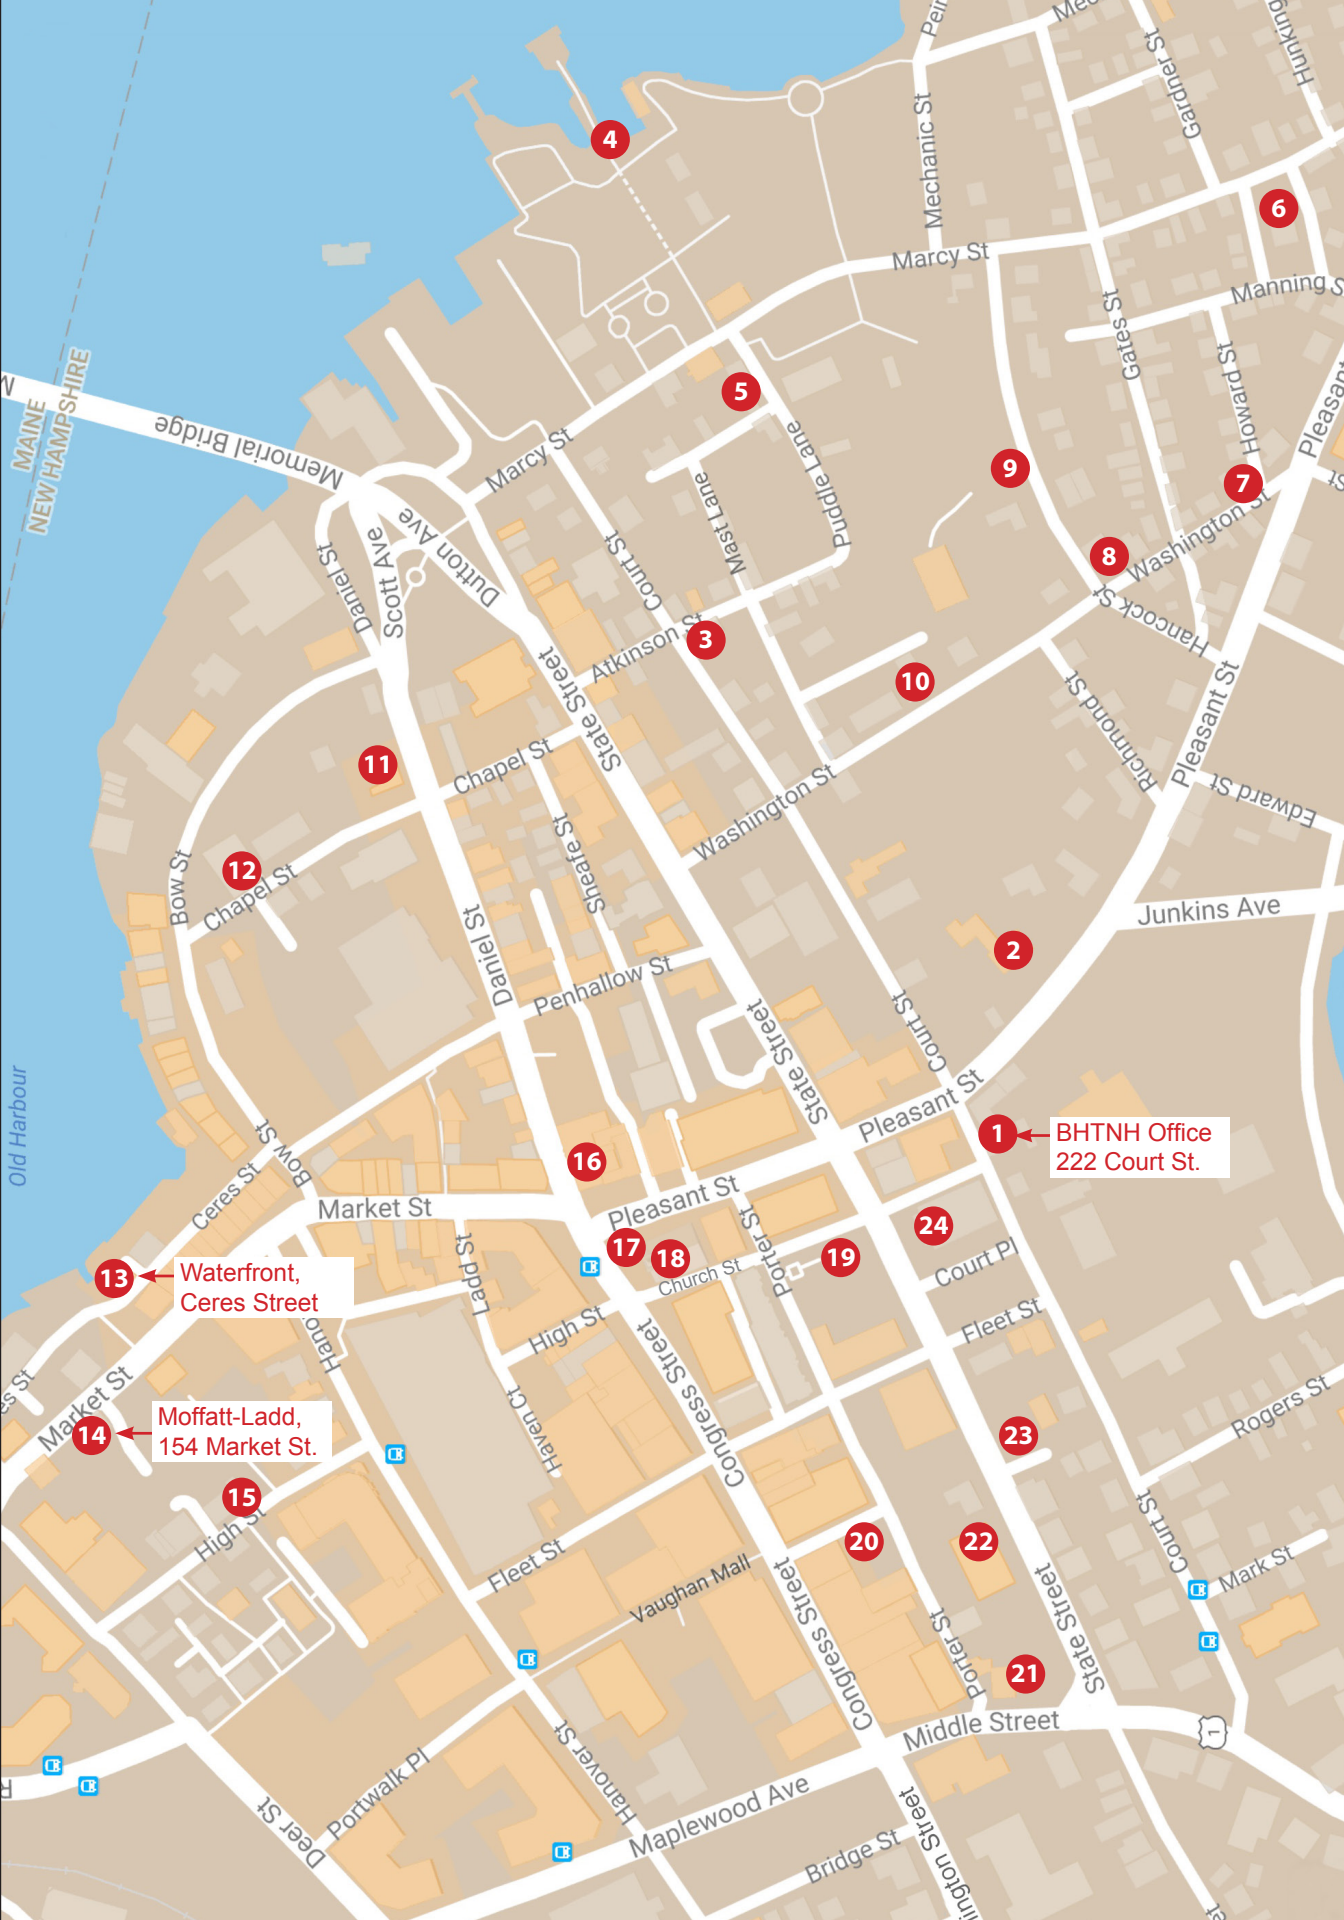 Mechanic St
Gardner St
4
6
Marcy St
Manning S
Gates St
Howard St
Pleasant
MAINE
NEW HAMPSHIRE
Memorial Bridge
5
Marcy St
Puddle Lane
Mast Lane
9
7
8
Washington St
Hancock St
Daniel St
Scott Ave
Dutton Ave
Court St
Atkinson St
3
10
Richmond St
Pleasant St
Edward St
State Street
11
Chapel St
Washington St
12
Chapel St
Bow St
Sheafe St
Daniel St
Junkins Ave
2
Penhallow St
State Street
Court St
Old Harbour
Pleasant St
1
BHTNH Office
222 Court St.
Bow St
Ceres St
16
Market St
Pleasant St
17
18
Church St
Porter St
19
24
Court Pl
13
Waterfront,
Ceres Street
Ladd St
High St
Fleet St
Congress Street
Market St
14
Moffatt-Ladd,
154 Market St.
Haven Ct
23
Rogers St
15
High St
Court St
Fleet St
Vaughan Mall
20
22
Mark St
Congress Street
State Street
Porter St
21
Middle Street
1
Hanover St
Portwalk Pl
Deer St
Maplewood Ave
Bridge St